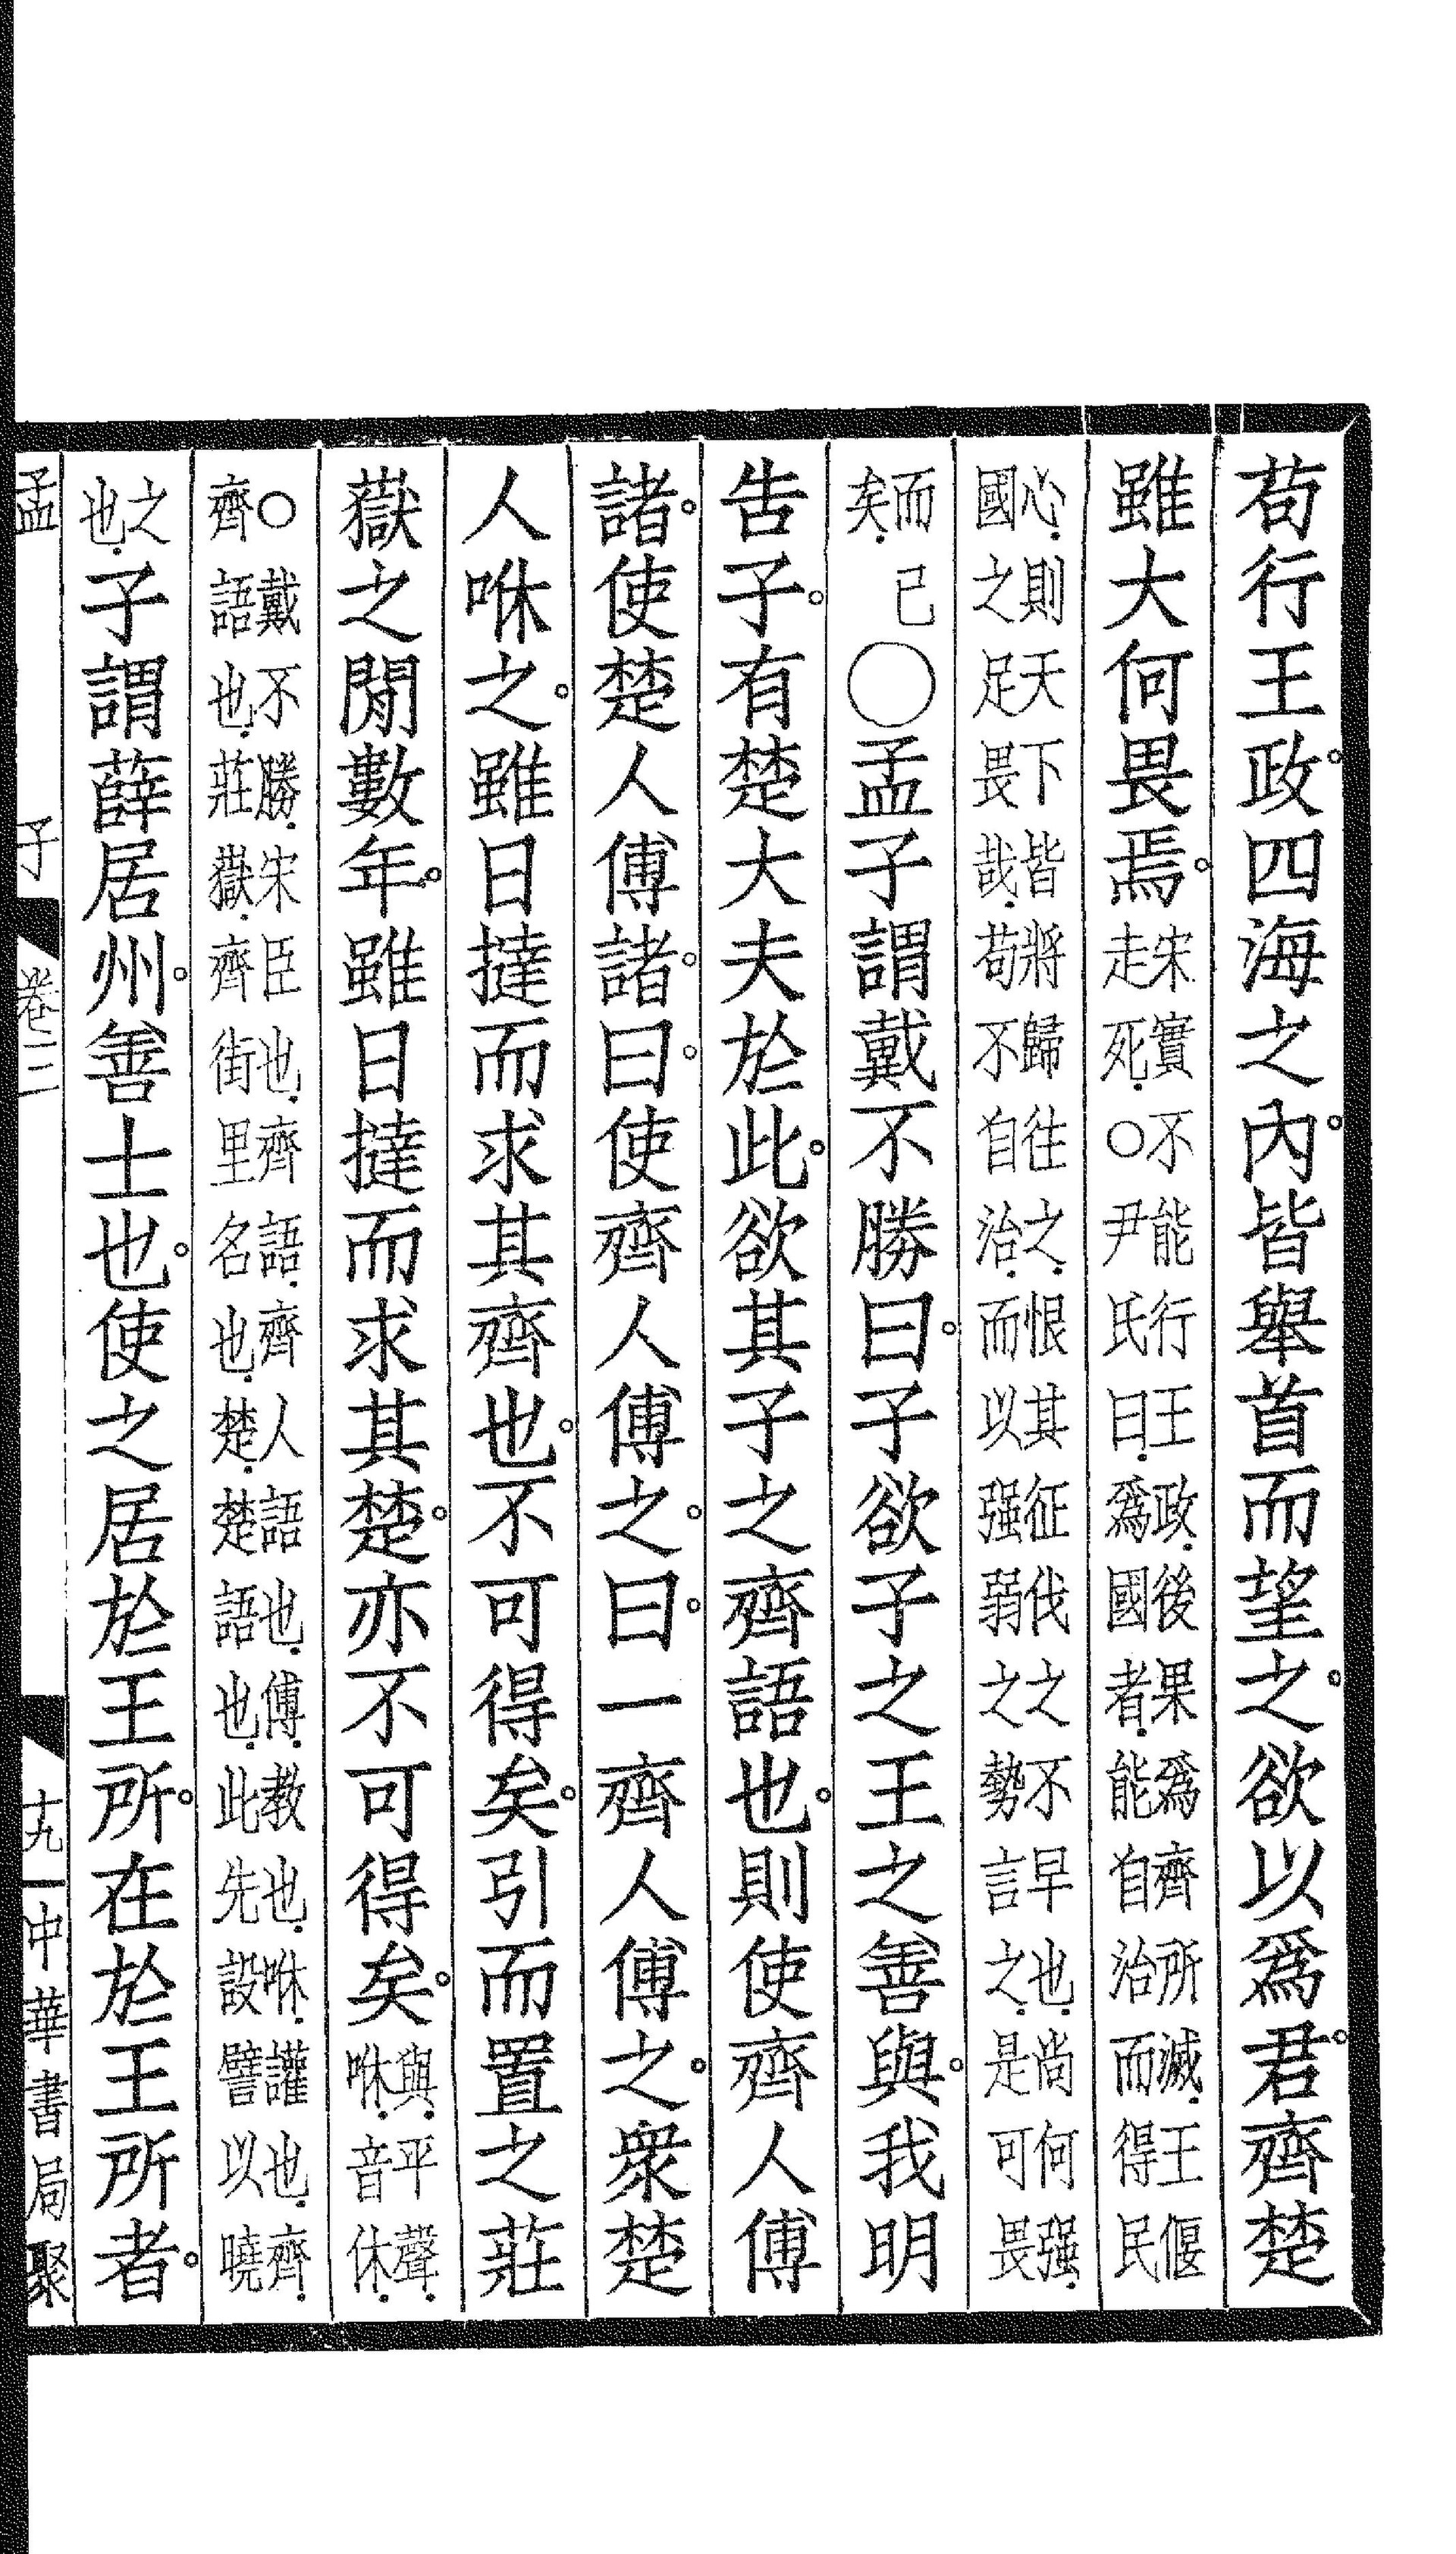 苟行王政。四海之內。皆舉首而望之。欲以爲君。齊楚
雖大何畏焉。宋實不能行王政.後果爲齊所滅.王偃走死.○尹氏曰.爲國者.能自治而得民
心.則天下皆將歸往之.恨其征伐之不早也.尚何强.國之足畏哉.苟不自治.而以强弱之勢言之.是可畏
而已矣.○孟子謂戴不勝曰。子欲子之王之善與。我明
告子。有楚大夫於此。欲其子之齊語也。則使齊人傅
諸。使楚人傅諸。曰。使齊人傅之。曰。一齊人傅之。衆楚
人咻之。雖日撻而求其齊也。不可得矣。引而置之莊
嶽之閒數年。雖日撻而求其楚。亦不可得矣。與.平聲.咻.音休.
○戴不勝.宋臣也.齊語.齊人語也.傅.教也.咻.讙也.齊.齊語也.莊嶽.齊街里名也.楚.楚語也.此先設譬以曉
之也.子謂薛居州。善士也。使之居於王所。在於王所者。
孟子 卷三 十九 中華書局聚